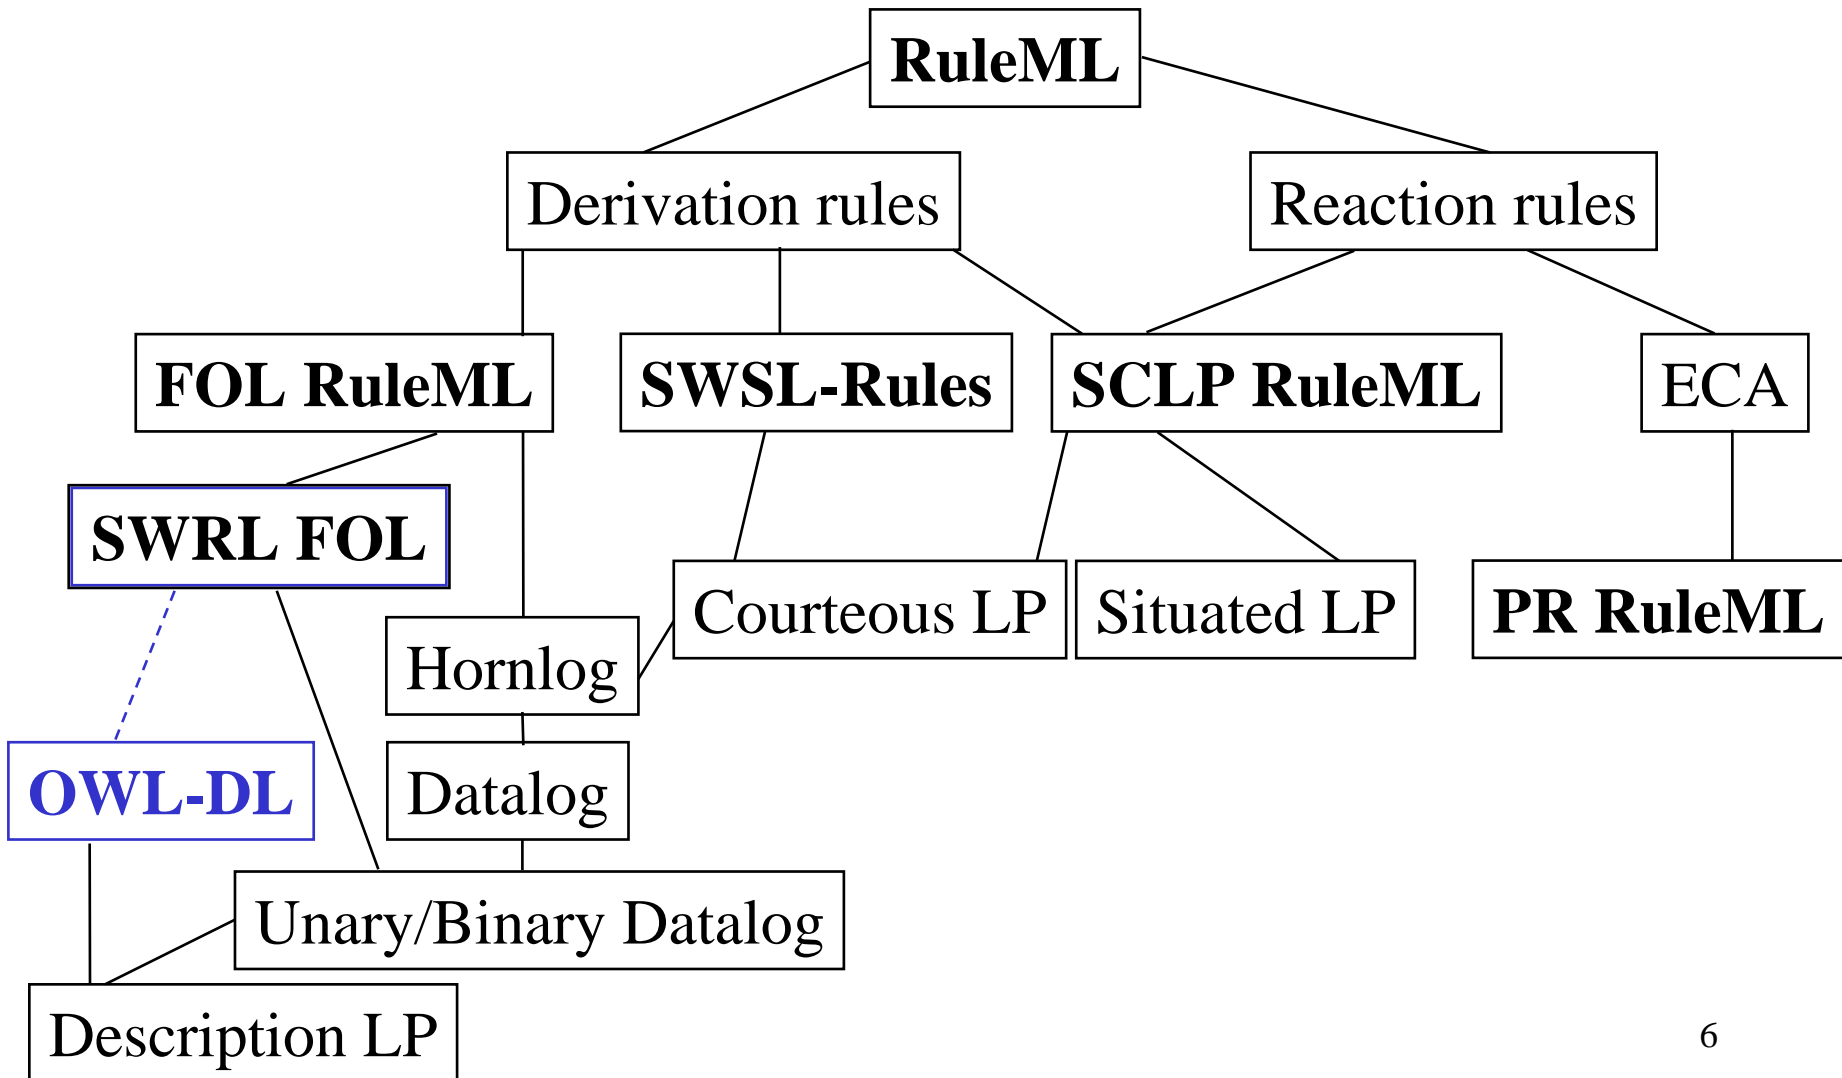 RuleML
Derivation rules
Reaction rules
FOL RuleML
SWSL-Rules
SCLP RuleML
ECA
SWRL FOL
Courteous LP
Situated LP
PR RuleML
Hornlog
OWL-DL
Datalog
Unary/Binary Datalog
Description LP
6